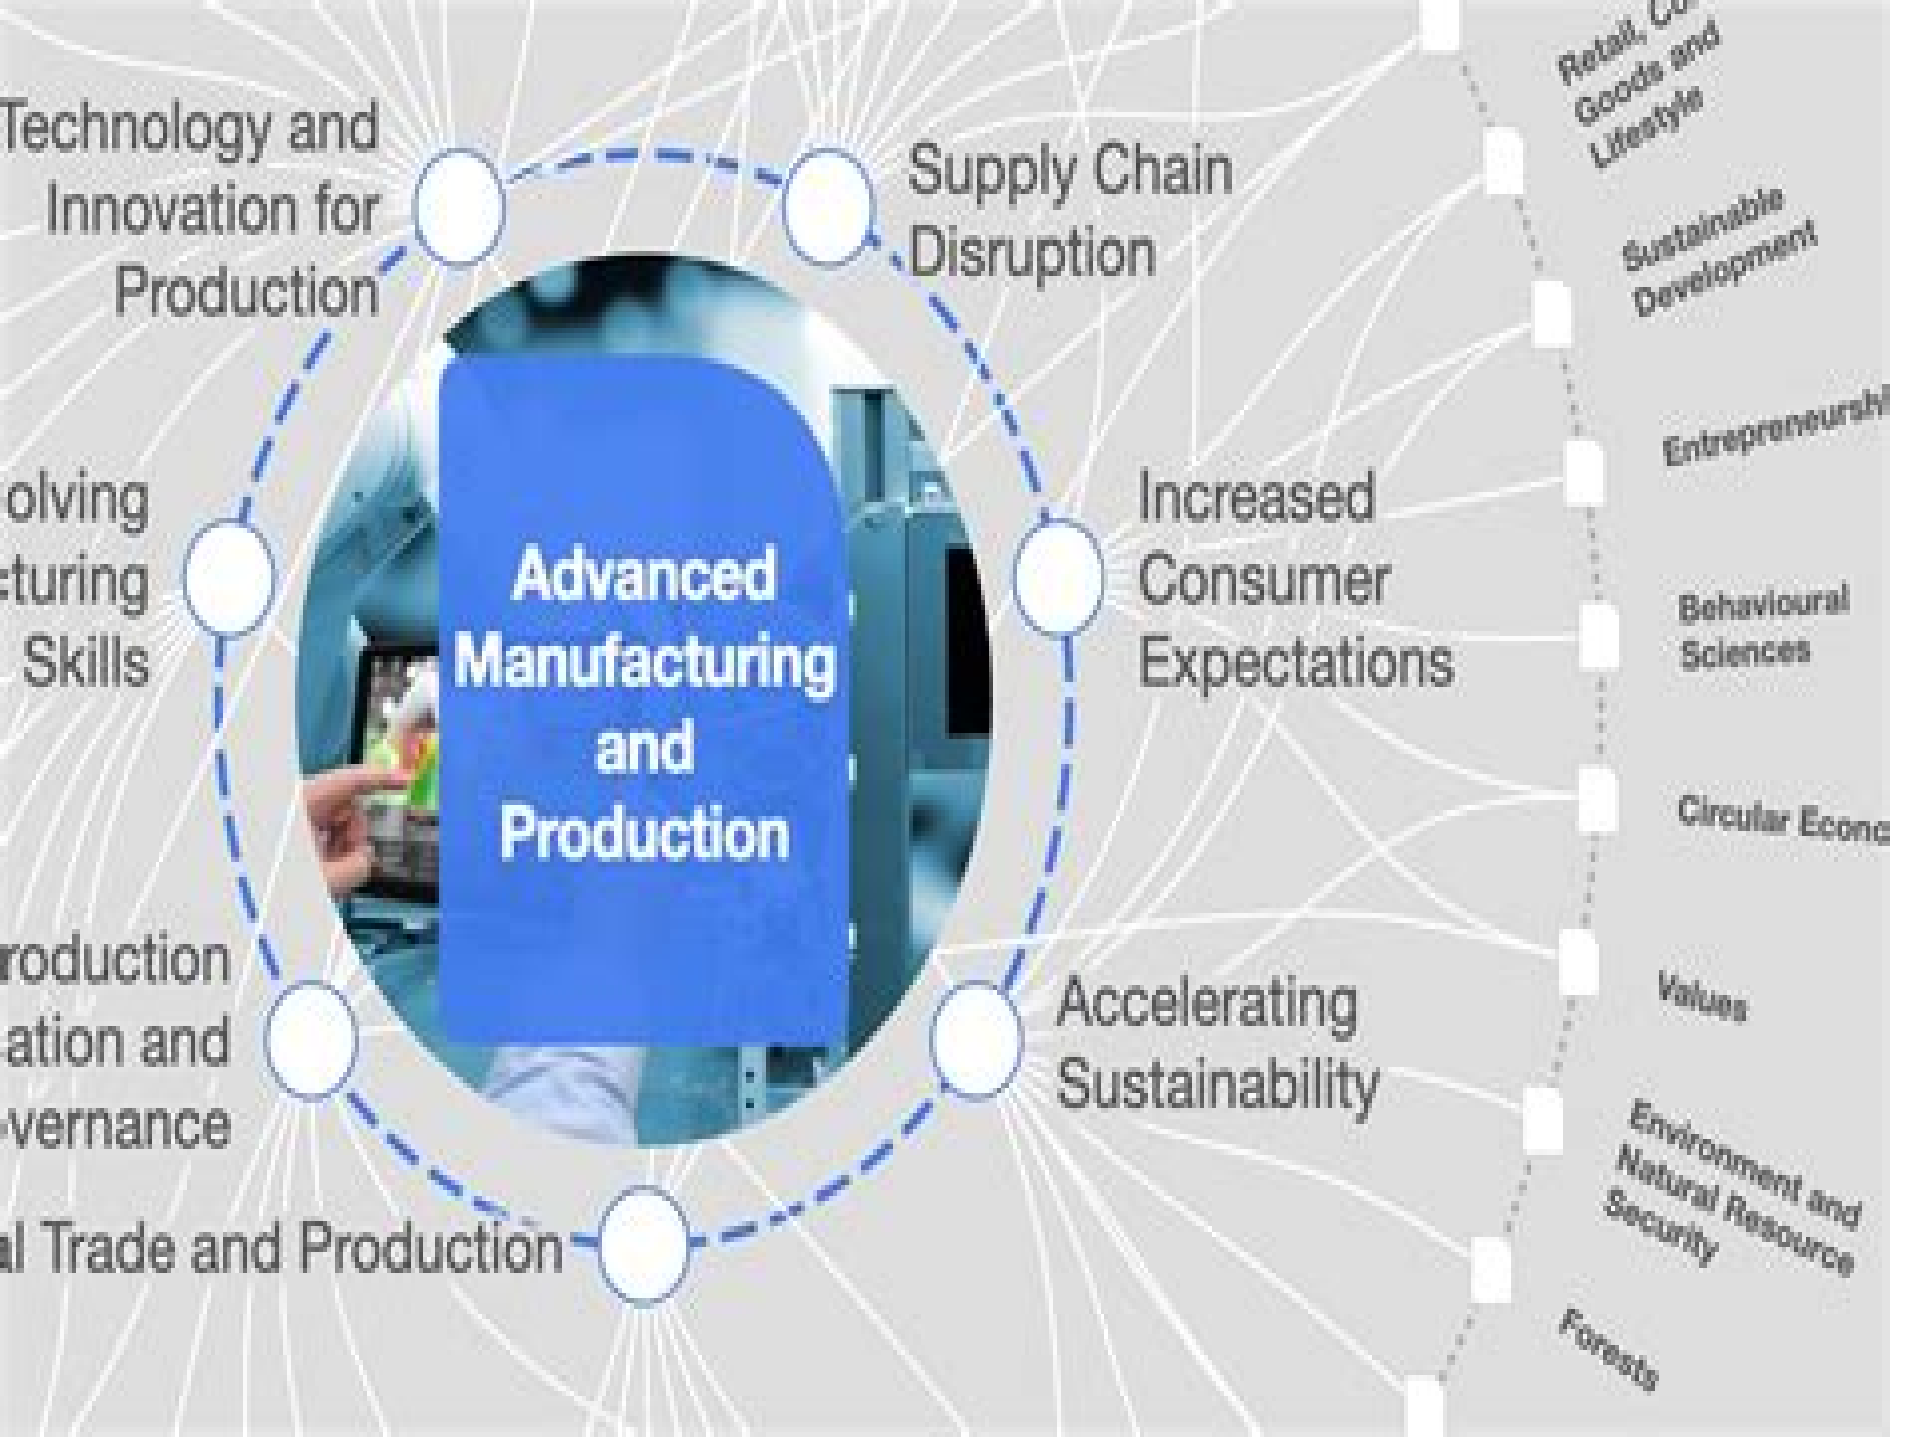 Technology and
Innovation for
Production
Supply Chain
Disruption
Increased
Consumer
Expectations
Accelerating
Sustainability
al Trade and Production
roduction
ation and
vernance
olving
cturing
Skills
Advanced
Manufacturing
and
Production
Retail, Co
Goods and
Lifestyle
Sustainable
Development
Entrepreneurshi
Behavioural
Sciences
Circular Econo
Values
Environment and
Natural Resource
Security
Forests